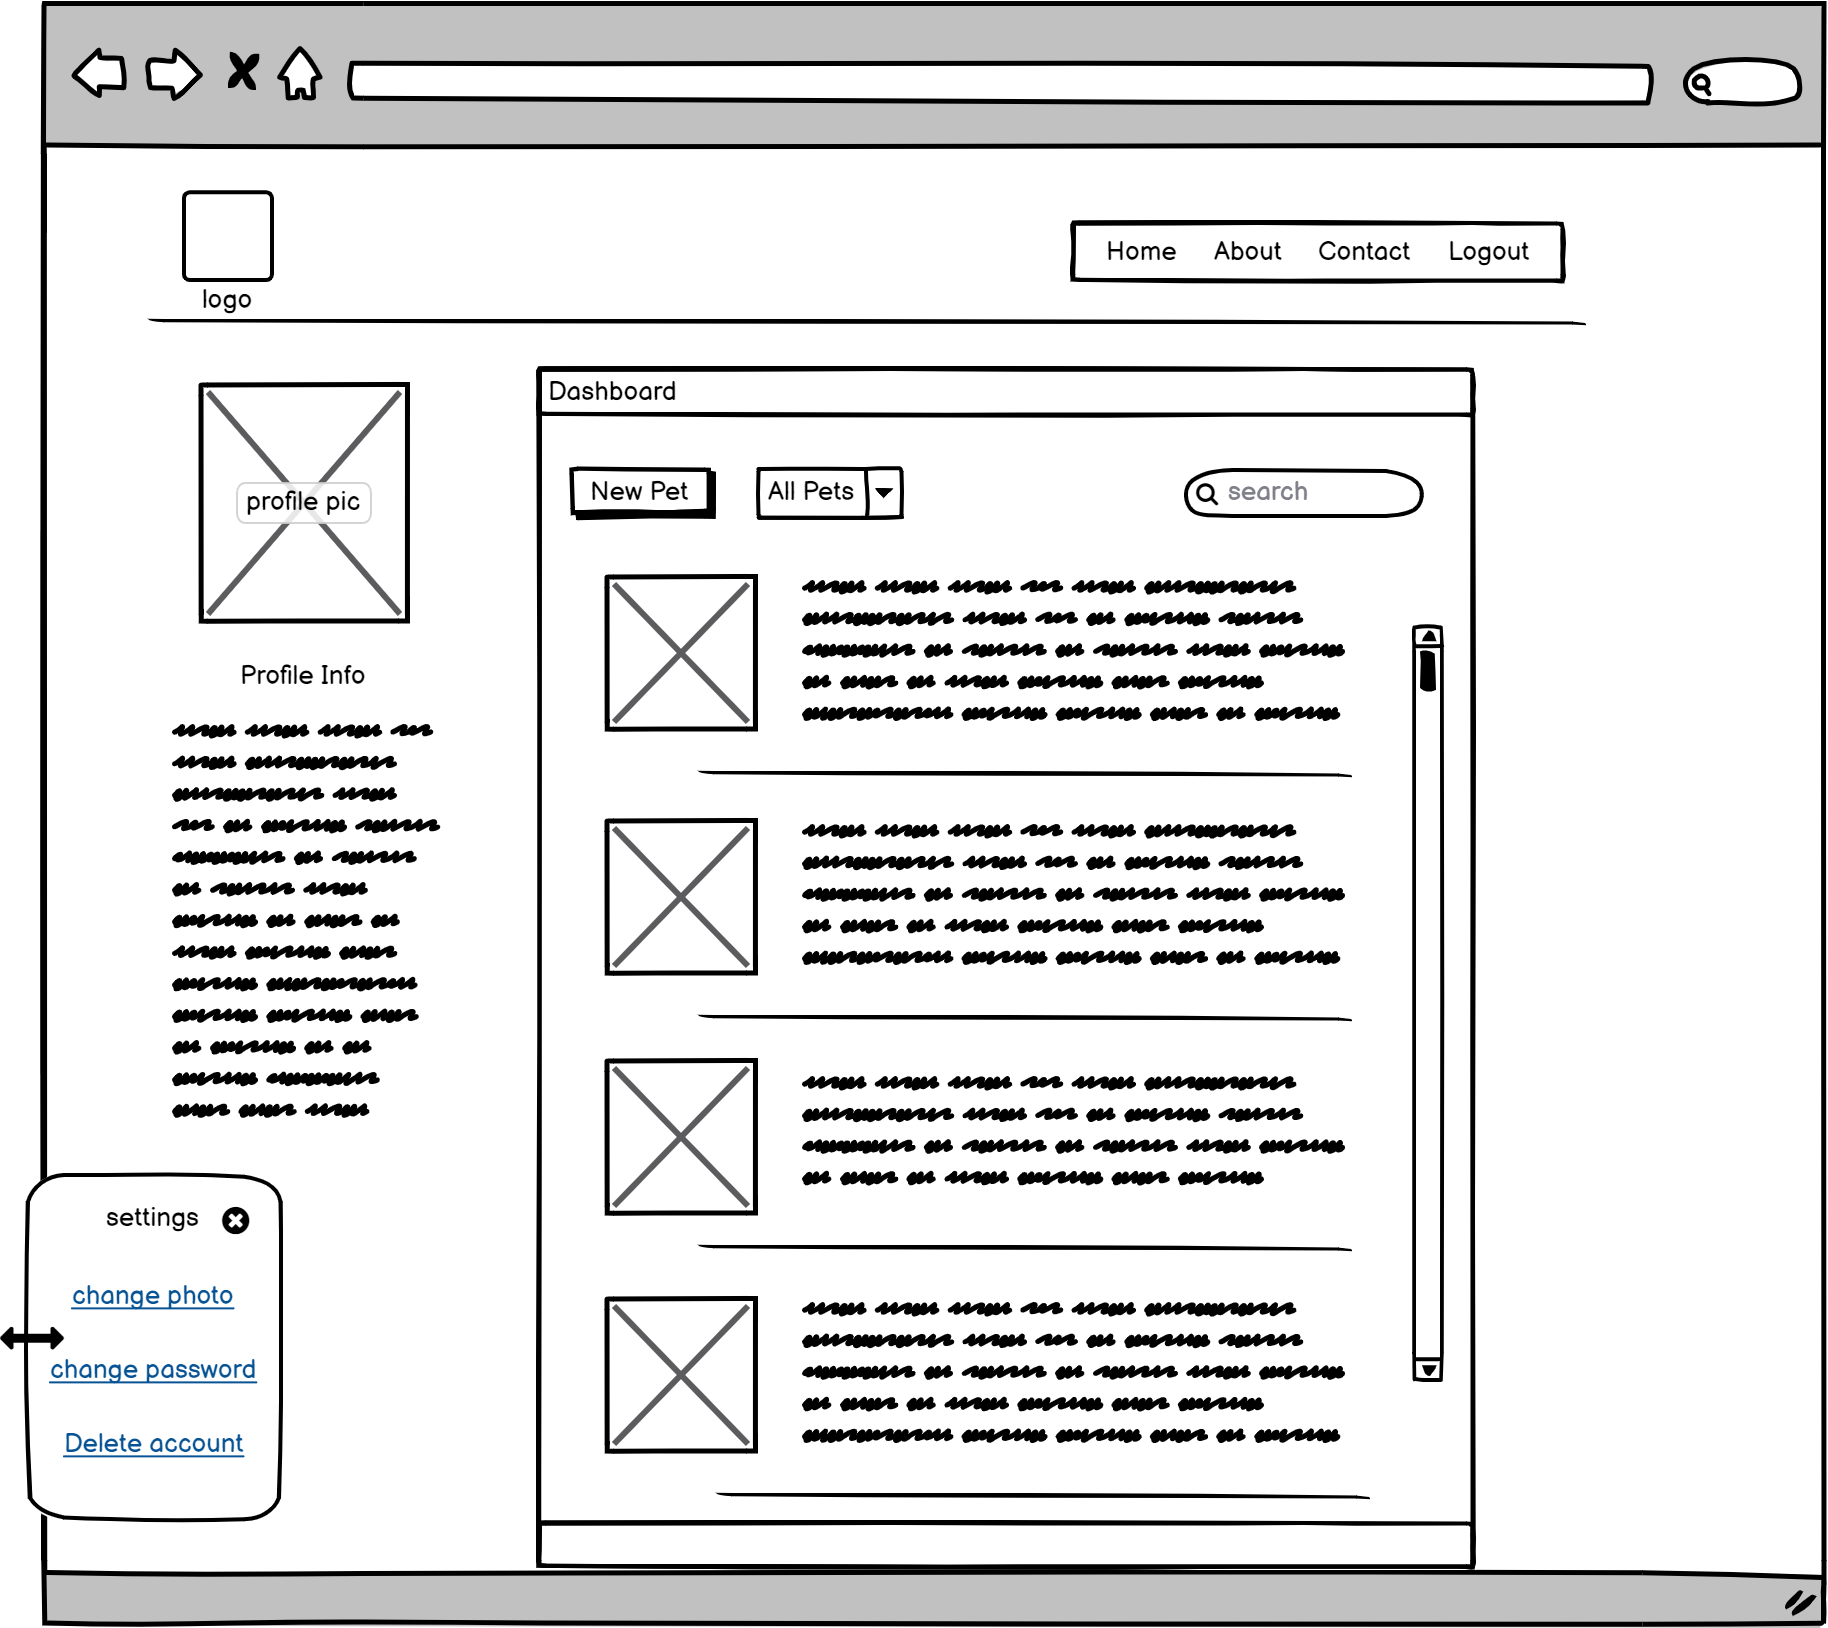 logo
Home About Contact Logout
profile pic
Profile Info
Dashboard
New Pet All Pets search
settings
change photo
change password
Delete account